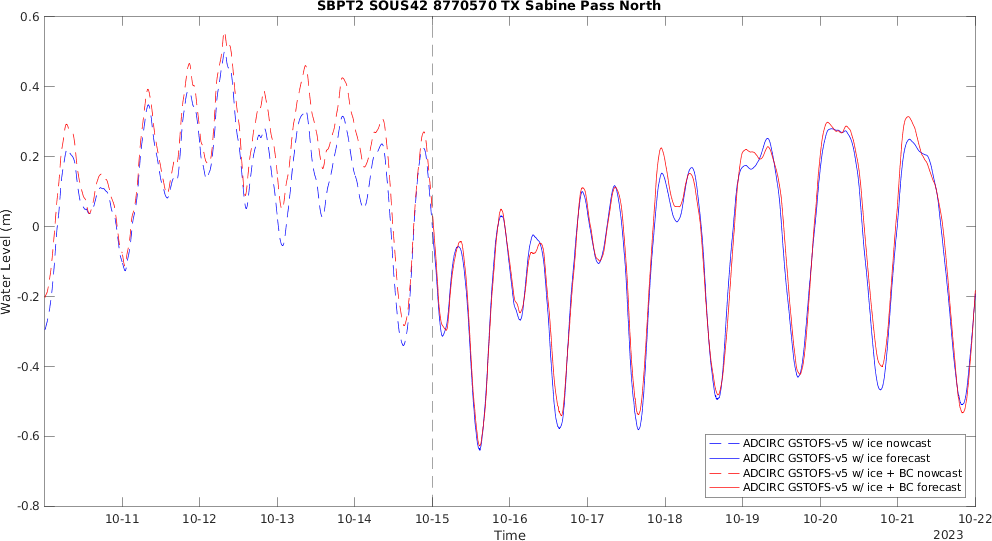 SBPT2 SOUS42 8770570 TX Sabine Pass North
0.6
0.4
0.2
0
-0.2
-0.4
-0.6
-0.8
Water Level (m)
ADCIRC GSTOFS-v5 w/ ice nowcast
ADCIRC GSTOFS-v5 w/ ice forecast
ADCIRC GSTOFS-v5 w/ ice + BC nowcast
ADCIRC GSTOFS-v5 w/ ice + BC forecast
10-11 10-12 10-13 10-14 10-15 10-16 10-17 10-18 10-19 10-20 10-21 10-22
Time
2023